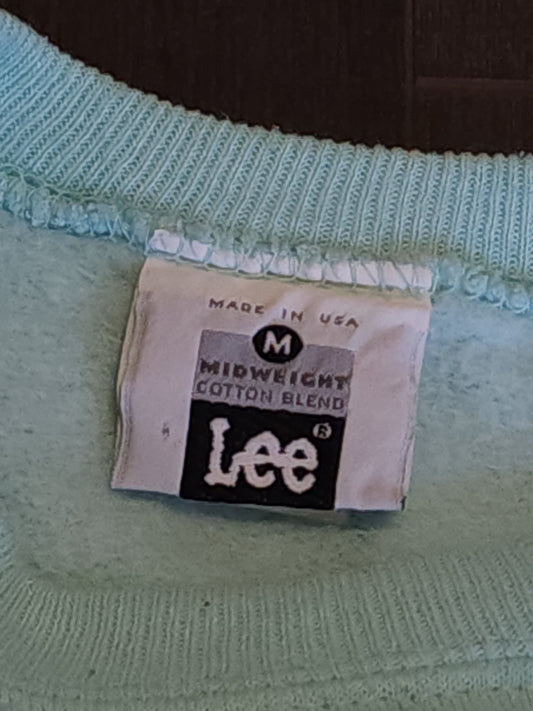 MADE IN USA
M
MIDWEIGHT
COTTON BLEND
Lee®